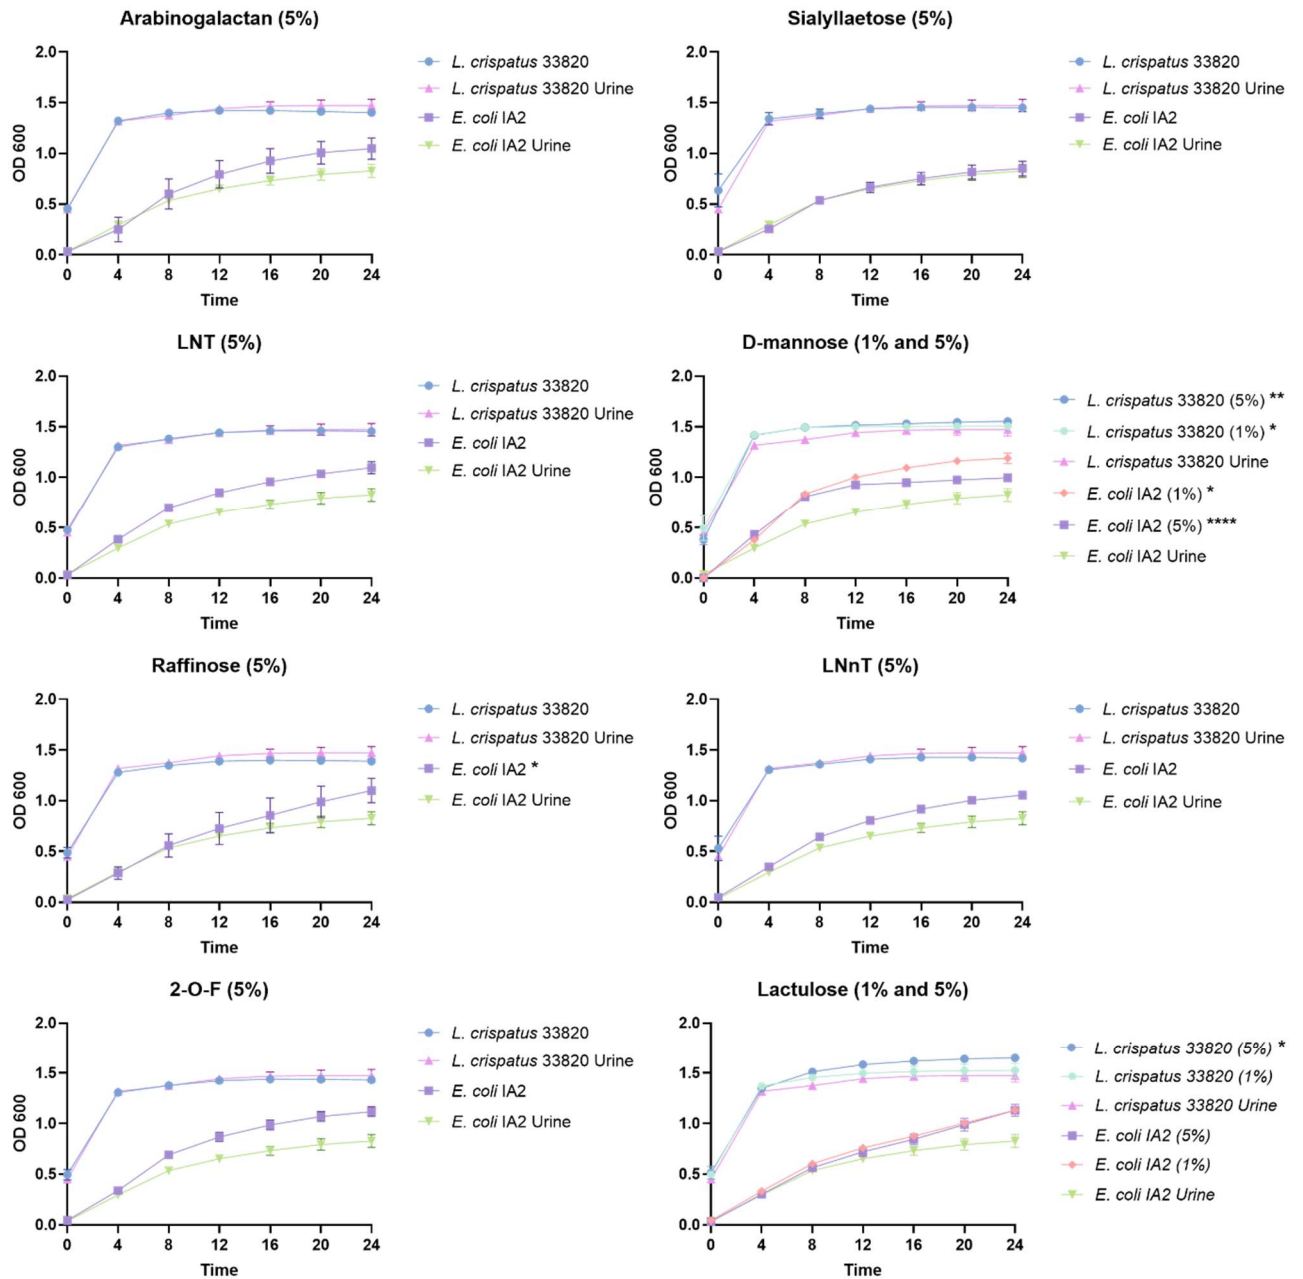 Arabinogalactan (5%)
OD 600
2.0
1.5
1.0
0.5
0.0
0 4 8 12 16 20 24
Time
L. crispatus 33820
L. crispatus 33820 Urine
E. coli IA2
E. coli IA2 Urine
Sialyllaetose (5%)
OD 600
2.0
1.5
1.0
0.5
0.0
0 4 8 12 16 20 24
Time
L. crispatus 33820
L. crispatus 33820 Urine
E. coli IA2
E. coli IA2 Urine
LNT (5%)
OD 600
2.0
1.5
1.0
0.5
0.0
0 4 8 12 16 20 24
Time
L. crispatus 33820
L. crispatus 33820 Urine
E. coli IA2
E. coli IA2 Urine
D-mannose (1% and 5%)
OD 600
2.0
1.5
1.0
0.5
0.0
0 4 8 12 16 20 24
Time
L. crispatus 33820 (5%) **
L. crispatus 33820 (1%) *
L. crispatus 33820 Urine
E. coli IA2 (1%) *
E. coli IA2 (5%) ****
E. coli IA2 Urine
Raffinose (5%)
OD 600
2.0
1.5
1.0
0.5
0.0
0 4 8 12 16 20 24
Time
L. crispatus 33820
L. crispatus 33820 Urine
E. coli IA2 *
E. coli IA2 Urine
LNnT (5%)
OD 600
2.0
1.5
1.0
0.5
0.0
0 4 8 12 16 20 24
Time
L. crispatus 33820
L. crispatus 33820 Urine
E. coli IA2
E. coli IA2 Urine
2-O-F (5%)
OD 600
2.0
1.5
1.0
0.5
0.0
0 4 8 12 16 20 24
Time
L. crispatus 33820
L. crispatus 33820 Urine
E. coli IA2
E. coli IA2 Urine
Lactulose (1% and 5%)
OD 600
2.0
1.5
1.0
0.5
0.0
0 4 8 12 16 20 24
Time
L. crispatus 33820 (5%) *
L. crispatus 33820 (1%)
L. crispatus 33820 Urine
E. coli IA2 (5%)
E. coli IA2 (1%)
E. coli IA2 Urine